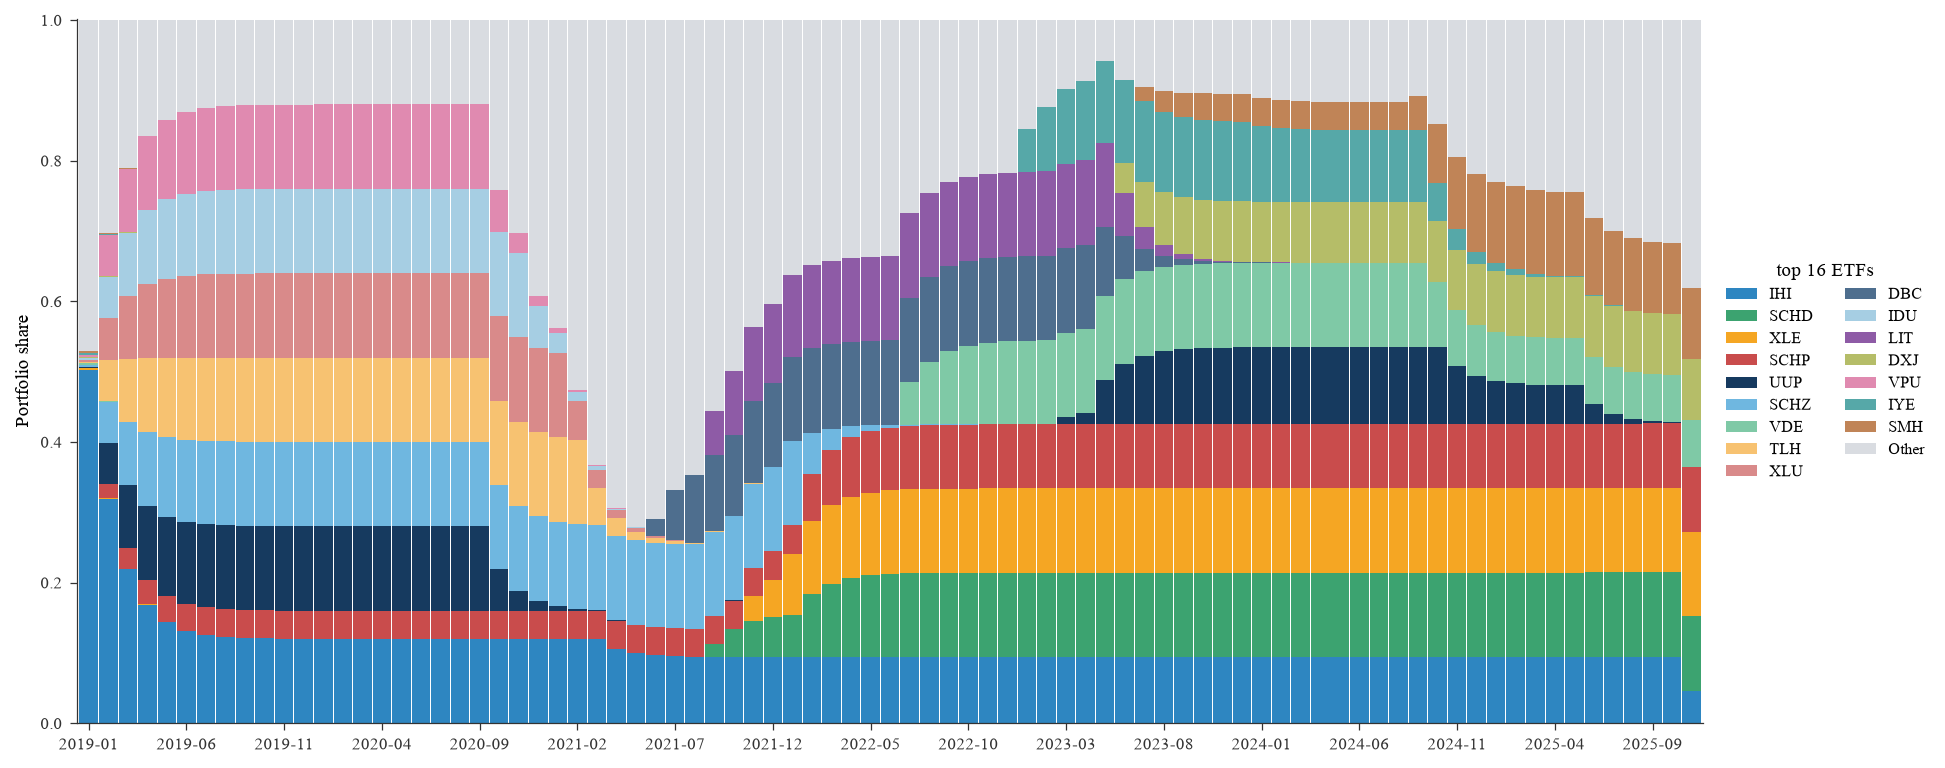 1.0
0.8
0.6
0.4
0.2
0.0
Portfolio share
2019-01 2019-06 2019-11 2020-04 2020-09 2021-02 2021-07 2021-12 2022-05 2022-10 2023-03 2023-08 2024-01 2024-06 2024-11 2025-04 2025-09
top 16 ETFs
IHI DBC
SCHD IDU
XLE LIT
SCHP DXJ
UUP VPU
SCHZ IYE
VDE SMH
TLH Other
XLU